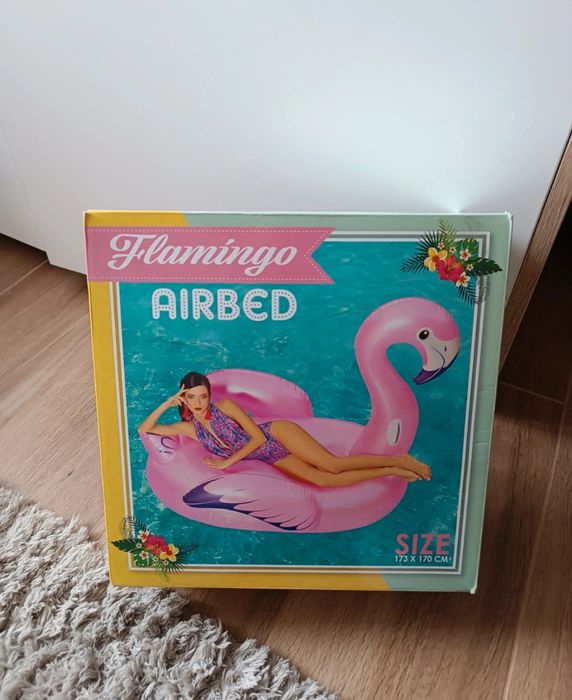 Flamingo
AIRBED
SIZE
173 X 170 CM